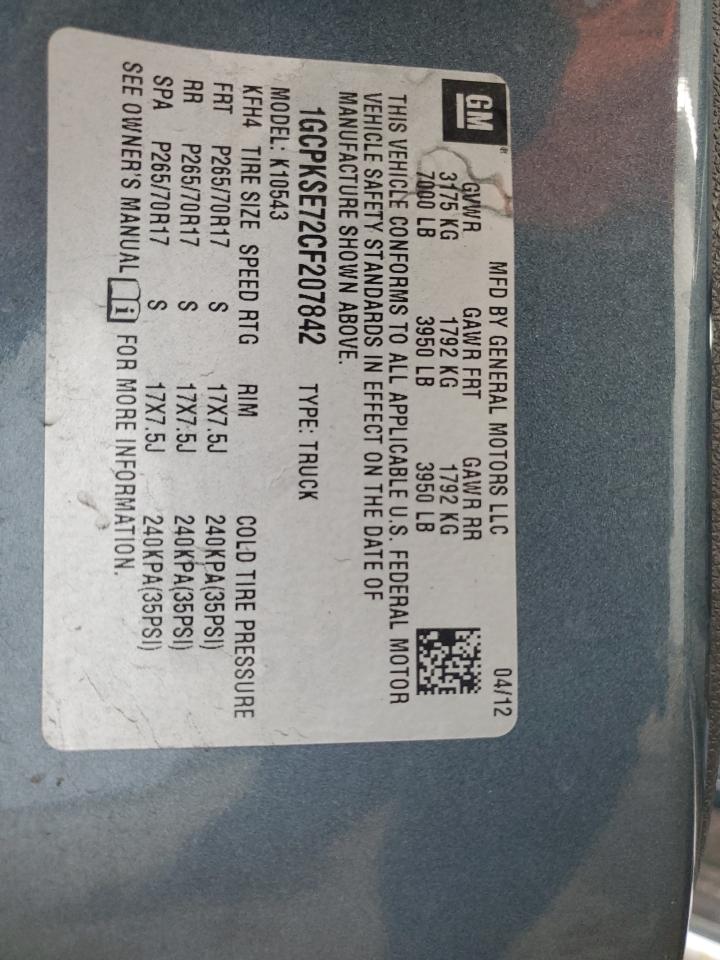 GM
MFD BY GENERAL MOTORS LLC 04/12
GVWR GAWR FRT GAWR RR
3175 KG 1792 KG 1792 KG
7000 LB 3950 LB 3950 LB
THIS VEHICLE CONFORMS TO ALL APPLICABLE U.S. FEDERAL MOTOR
VEHICLE SAFETY STANDARDS IN EFFECT ON THE DATE OF
MANUFACTURE SHOWN ABOVE.
1GCPKSE72CF207842 TYPE: TRUCK
MODEL: K10543
KFH4 TIRE SIZE SPEED RTG RIM COLD TIRE PRESSURE
FRT P265/70R17 S 17X7.5J 240KPA(35PSI)
RR P265/70R17 S 17X7.5J 240KPA(35PSI)
SPA P265/70R17 S 17X7.5J 240KPA(35PSI)
SEE OWNER'S MANUAL i FOR MORE INFORMATION.